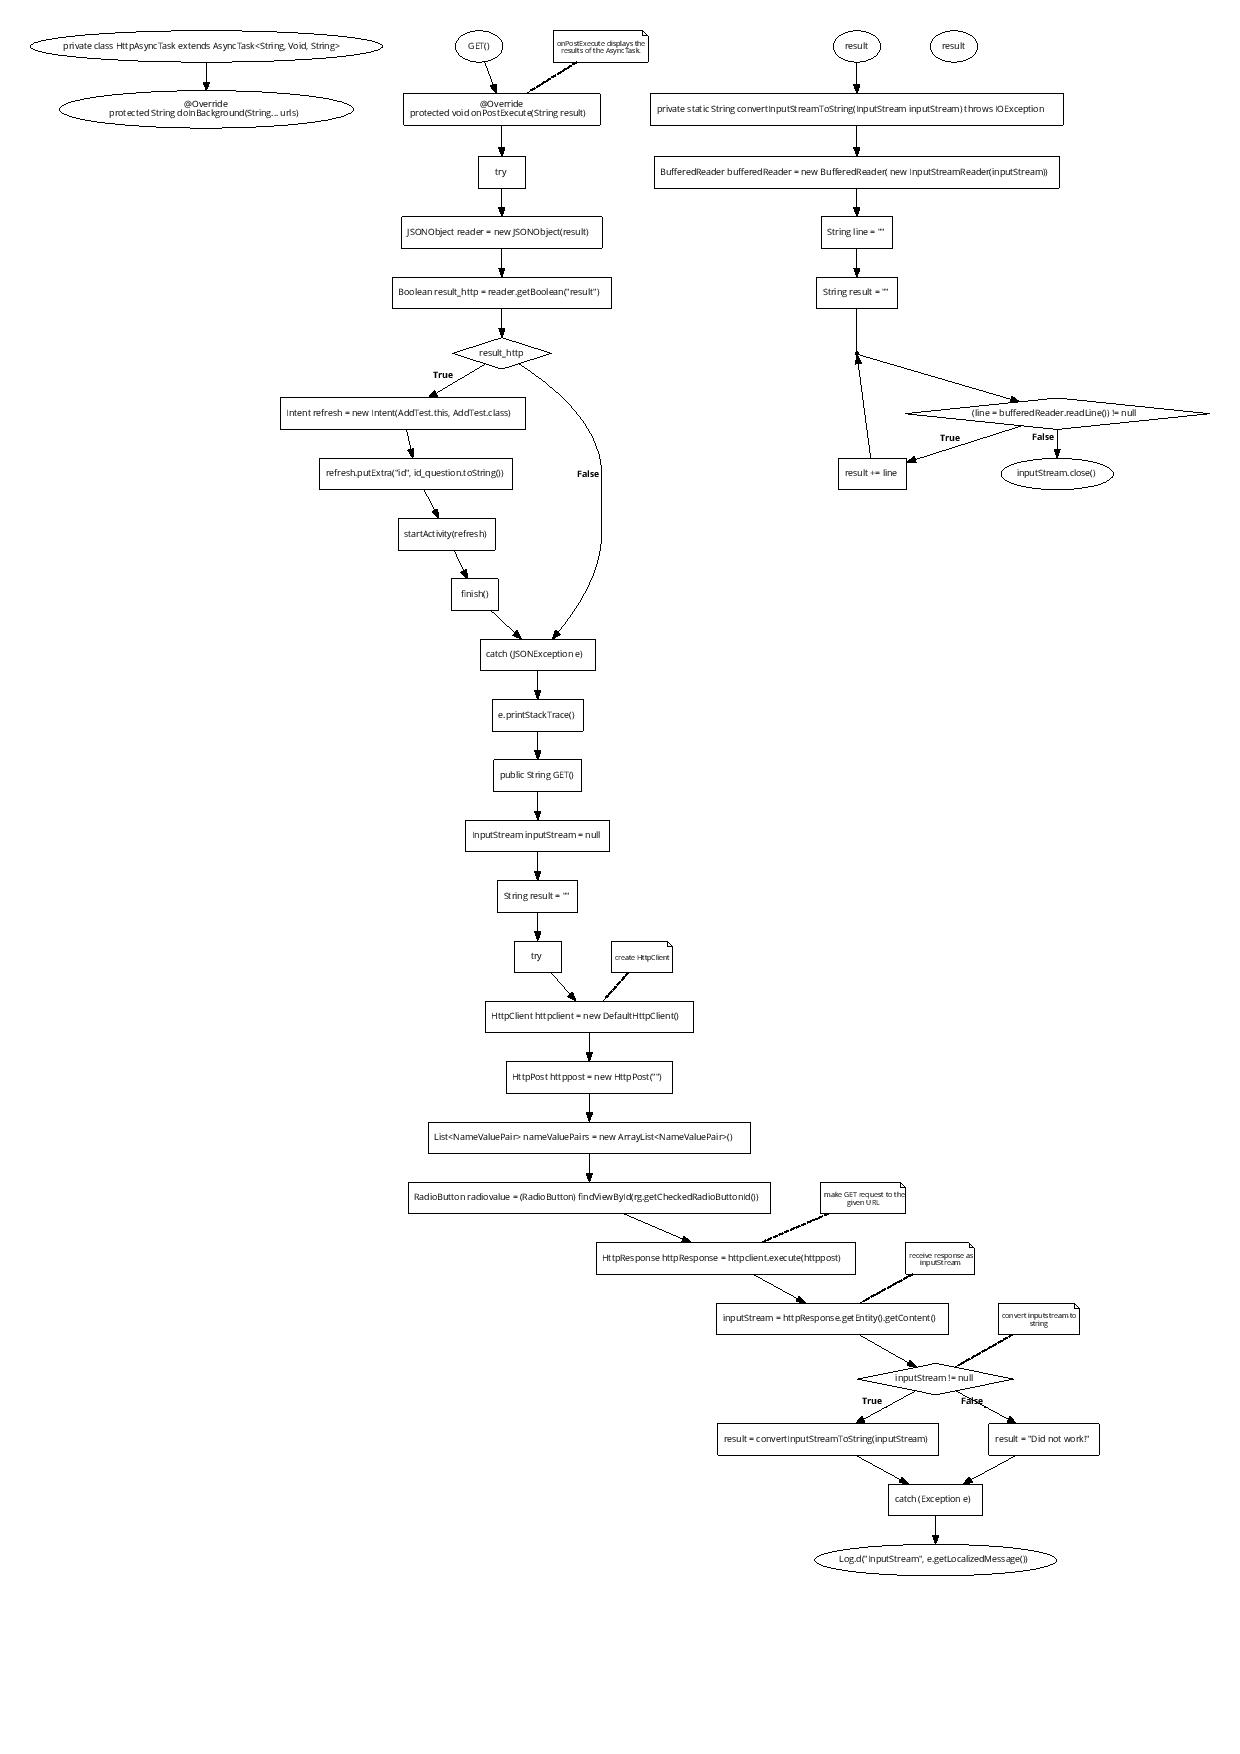 private class HttpAsyncTask extends AsyncTask<String, Void, String>
@Override
protected String doInBackground(String... urls)
GET()
onPostExecute displays the
results of the AsyncTask.
@Override
protected void onPostExecute(String result)
try
JSONObject reader = new JSONObject(result)
Boolean result_http = reader.getBoolean("result")
result_http
True
False
Intent refresh = new Intent(AddTest.this, AddTest.class)
refresh.putExtra("id", id_question.toString())
startActivity(refresh)
finish()
catch (JSONException e)
e.printStackTrace()
public String GET()
InputStream inputStream = null
String result = ""
try
create HttpClient
HttpClient httpclient = new DefaultHttpClient()
HttpPost httppost = new HttpPost("")
List<NameValuePair> nameValuePairs = new ArrayList<NameValuePair>()
RadioButton radiovalue = (RadioButton) findViewById(rg.getCheckedRadioButtonId())
make GET request to the
given URL
HttpResponse httpResponse = httpclient.execute(httppost)
receive response as
inputStream
inputStream = httpResponse.getEntity().getContent()
convert inputstream to
string
inputStream != null
True
False
result = convertInputStreamToString(inputStream)
result = "Did not work!"
catch (Exception e)
Log.d("InputStream", e.getLocalizedMessage())
result
private static String convertInputStreamToString(InputStream inputStream) throws IOException
BufferedReader bufferedReader = new BufferedReader( new InputStreamReader(inputStream))
String line = ""
String result = ""
(line = bufferedReader.readLine()) != null
True
False
result += line
inputStream.close()
result